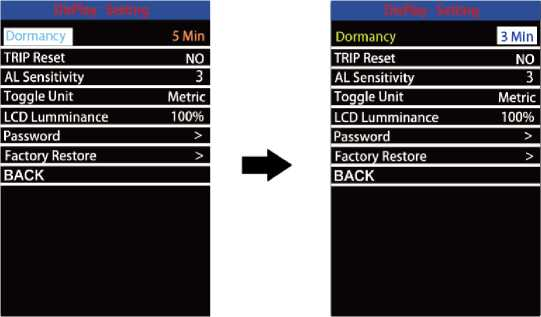 DisPlay Setting
Dormancy 5 Min
TRIP Reset NO
AL Sensitivity 3
Toggle Unit Metric
LCD Lumminance 100%
Password >
Factory Restore >
BACK
DisPlay Setting
Dormancy 3 Min
TRIP Reset NO
AL Sensitivity 3
Toggle Unit Metric
LCD Lumminance 100%
Password >
Factory Restore >
BACK